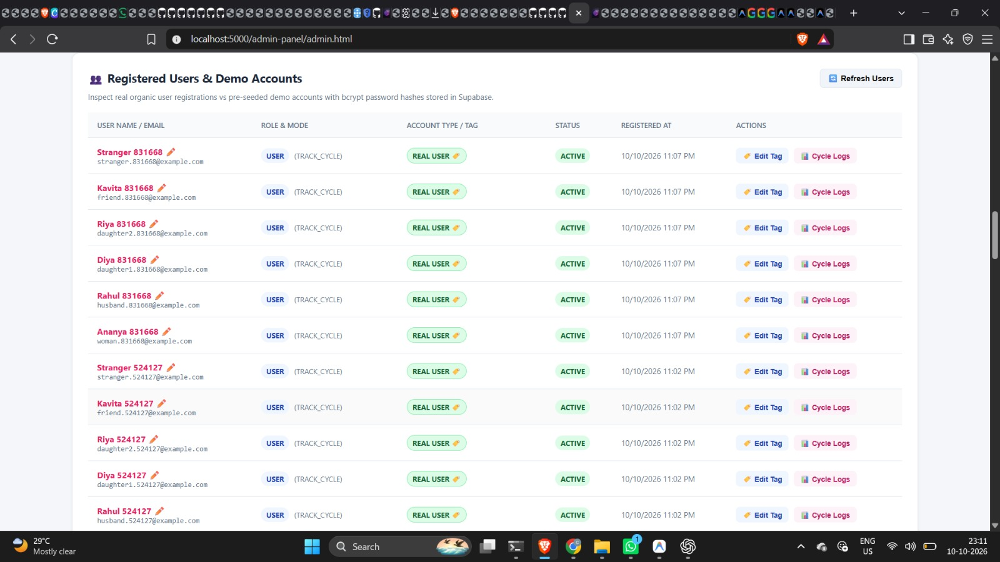 localhost:5000/admin-panel/admin.html
Registered Users & Demo Accounts
Refresh Users
Inspect real organic user registrations vs pre-seeded demo accounts with bcrypt password hashes stored in Supabase.
USER NAME / EMAIL ROLE & MODE ACCOUNT TYPE / TAG STATUS REGISTERED AT ACTIONS
Stranger 831668
stranger.831668@example.com
USER (TRACK_CYCLE) REAL USER ACTIVE 10/10/2026 11:07 PM Edit Tag Cycle Logs
Kavita 831668
friend.831668@example.com
USER (TRACK_CYCLE) REAL USER ACTIVE 10/10/2026 11:07 PM Edit Tag Cycle Logs
Riya 831668
daughter2.831668@example.com
USER (TRACK_CYCLE) REAL USER ACTIVE 10/10/2026 11:07 PM Edit Tag Cycle Logs
Diya 831668
daughter1.831668@example.com
USER (TRACK_CYCLE) REAL USER ACTIVE 10/10/2026 11:07 PM Edit Tag Cycle Logs
Rahul 831668
husband.831668@example.com
USER (TRACK_CYCLE) REAL USER ACTIVE 10/10/2026 11:07 PM Edit Tag Cycle Logs
Ananya 831668
woman.831668@example.com
USER (TRACK_CYCLE) REAL USER ACTIVE 10/10/2026 11:07 PM Edit Tag Cycle Logs
Stranger 524127
stranger.524127@example.com
USER (TRACK_CYCLE) REAL USER ACTIVE 10/10/2026 11:02 PM Edit Tag Cycle Logs
Kavita 524127
friend.524127@example.com
USER (TRACK_CYCLE) REAL USER ACTIVE 10/10/2026 11:02 PM Edit Tag Cycle Logs
Riya 524127
daughter2.524127@example.com
USER (TRACK_CYCLE) REAL USER ACTIVE 10/10/2026 11:02 PM Edit Tag Cycle Logs
Diya 524127
daughter1.524127@example.com
USER (TRACK_CYCLE) REAL USER ACTIVE 10/10/2026 11:02 PM Edit Tag Cycle Logs
Rahul 524127
husband.524127@example.com
USER (TRACK_CYCLE) REAL USER ACTIVE 10/10/2026 11:02 PM Edit Tag Cycle Logs
29°C
Mostly clear
Search
1
ENG
US
23:11
10-10-2026